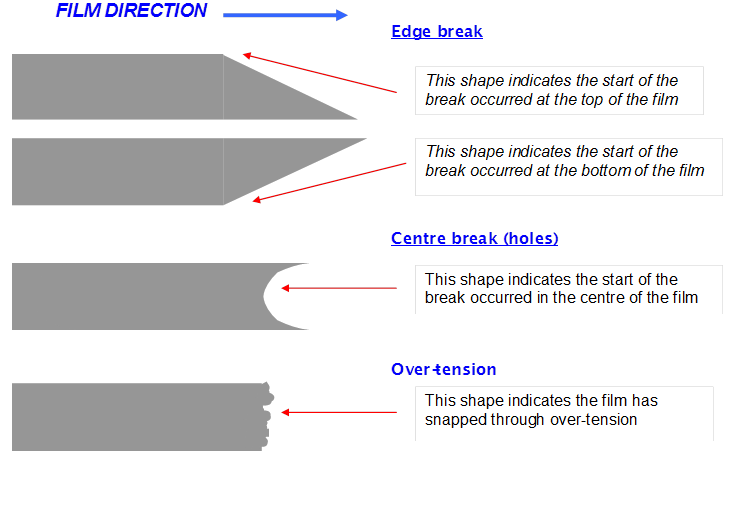 FILM DIRECTION
Edge break
This shape indicates the start of the
break occurred at the top of the film
This shape indicates the start of the
break occurred at the bottom of the film
Centre break (holes)
This shape indicates the start of the
break occurred in the centre of the film
Over-tension
This shape indicates the film has
snapped through over-tension